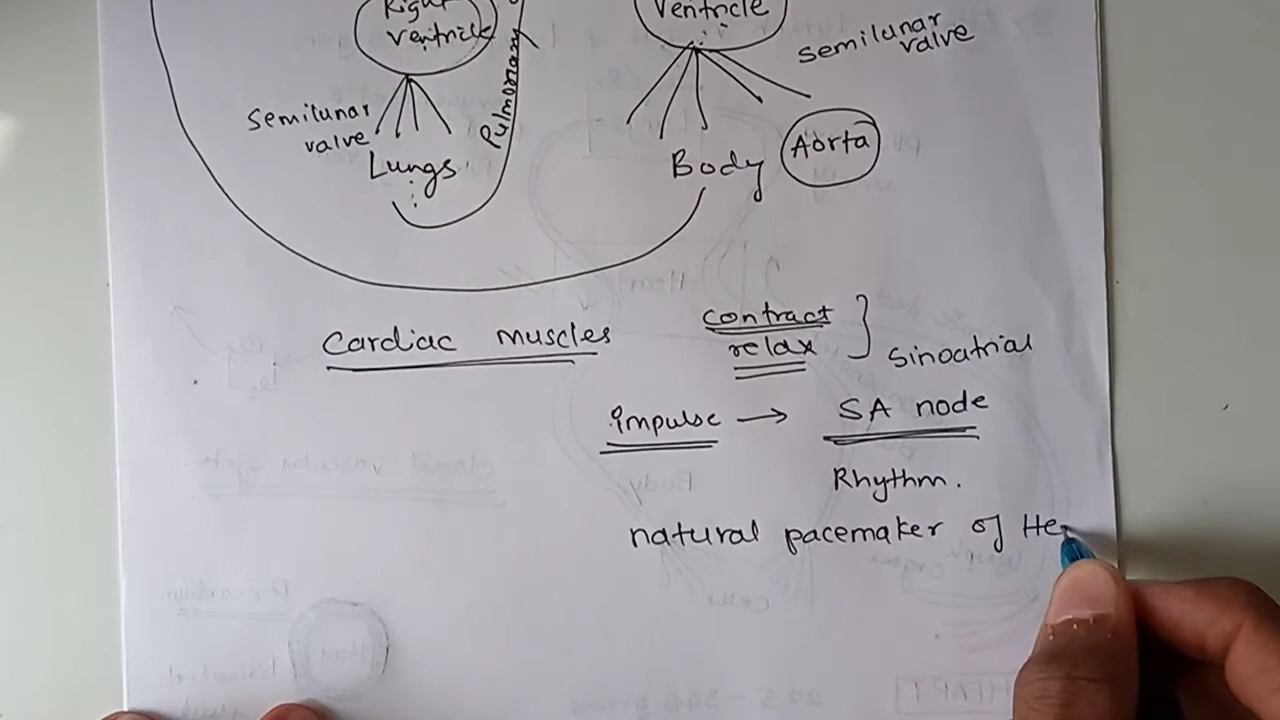 Right
ventricle
Pulmonary
ventricle
semilunar
valve
semilunar
valve
Lungs
Body
Aorta
cardiac muscles
contract
relax
sinoatrial
impulse → SA node
Rhythm.
natural pacemaker of He